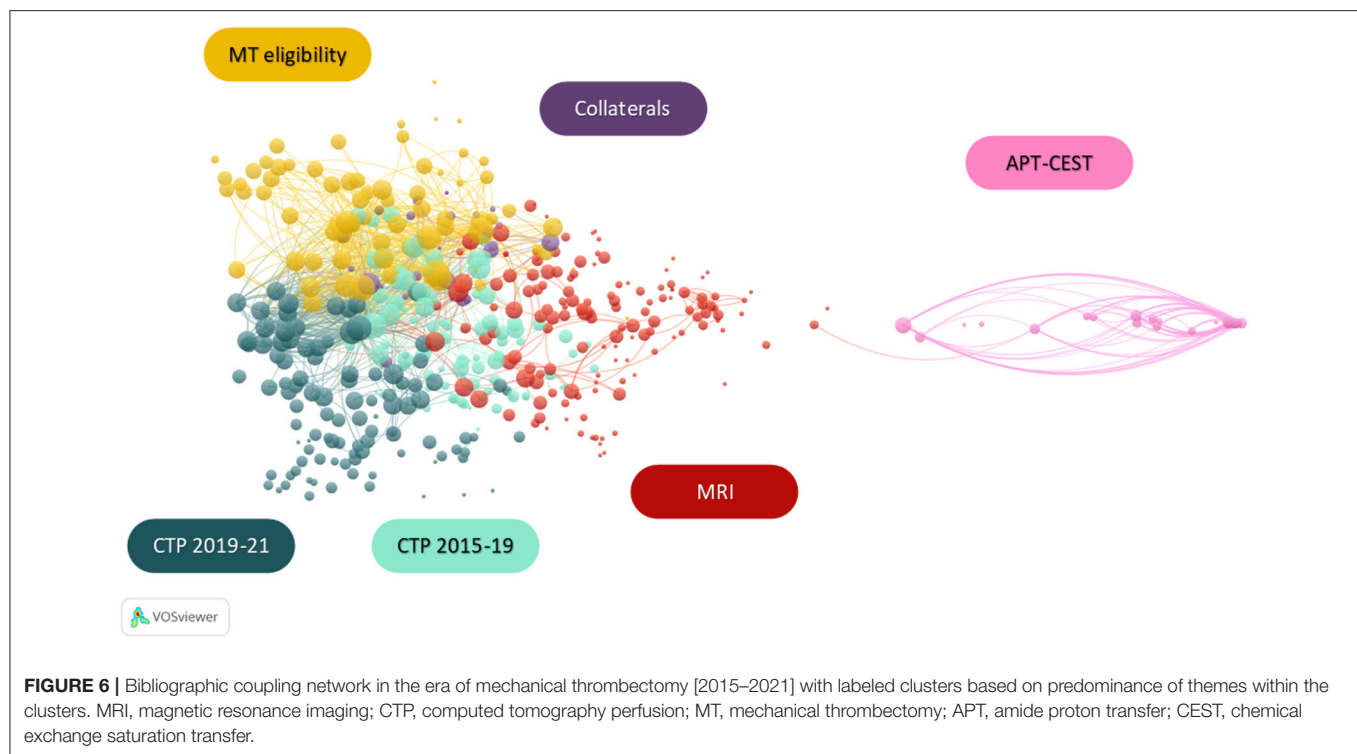 MT eligibility
Collaterals
APT-CEST
MRI
CTP 2019-21
CTP 2015-19
VOSviewer
FIGURE 6 | Bibliographic coupling network in the era of mechanical thrombectomy [2015–2021] with labeled clusters based on predominance of themes within the
clusters. MRI, magnetic resonance imaging; CTP, computed tomography perfusion; MT, mechanical thrombectomy; APT, amide proton transfer; CEST, chemical
exchange saturation transfer.